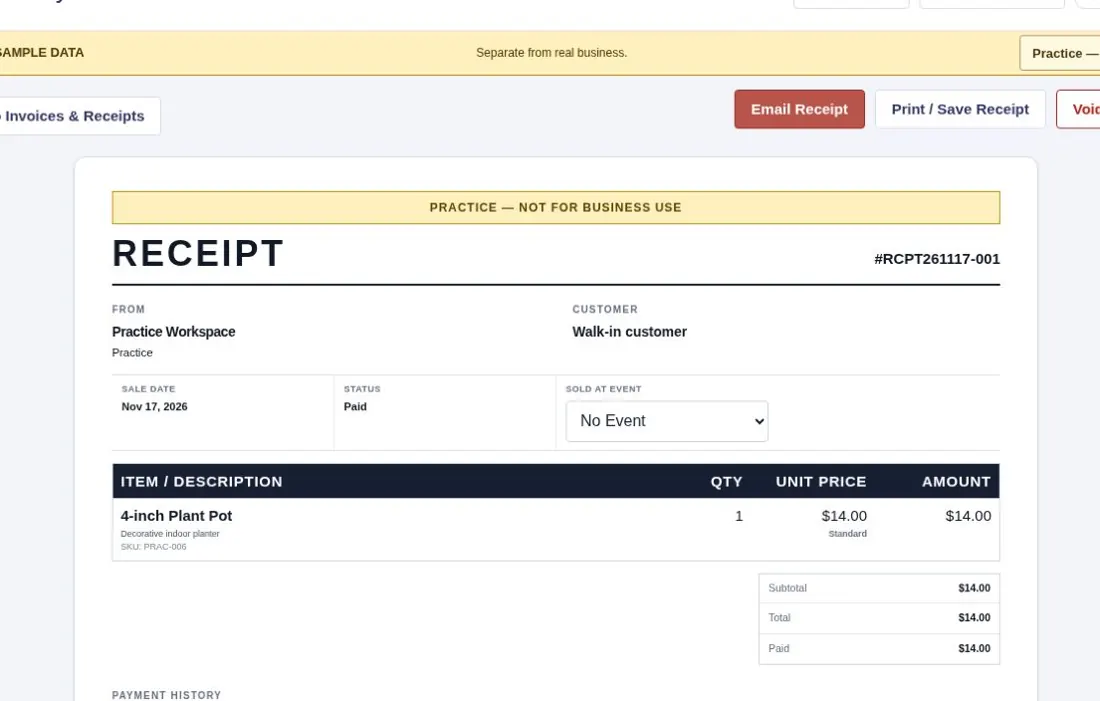 SAMPLE DATA
Separate from real business.
Practice —
Invoices & Receipts
Email Receipt
Print / Save Receipt
PRACTICE — NOT FOR BUSINESS USE
RECEIPT
#RCPT261117-001
FROM
CUSTOMER
Practice Workspace
Walk-in customer
Practice
SALE DATE
STATUS
SOLD AT EVENT
Nov 17, 2026
Paid
No Event
ITEM / DESCRIPTION QTY UNIT PRICE AMOUNT
4-inch Plant Pot 1 $14.00 $14.00
Decorative indoor planter Standard
SKU: PRAC-006
Subtotal $14.00
Total $14.00
Paid $14.00
PAYMENT HISTORY